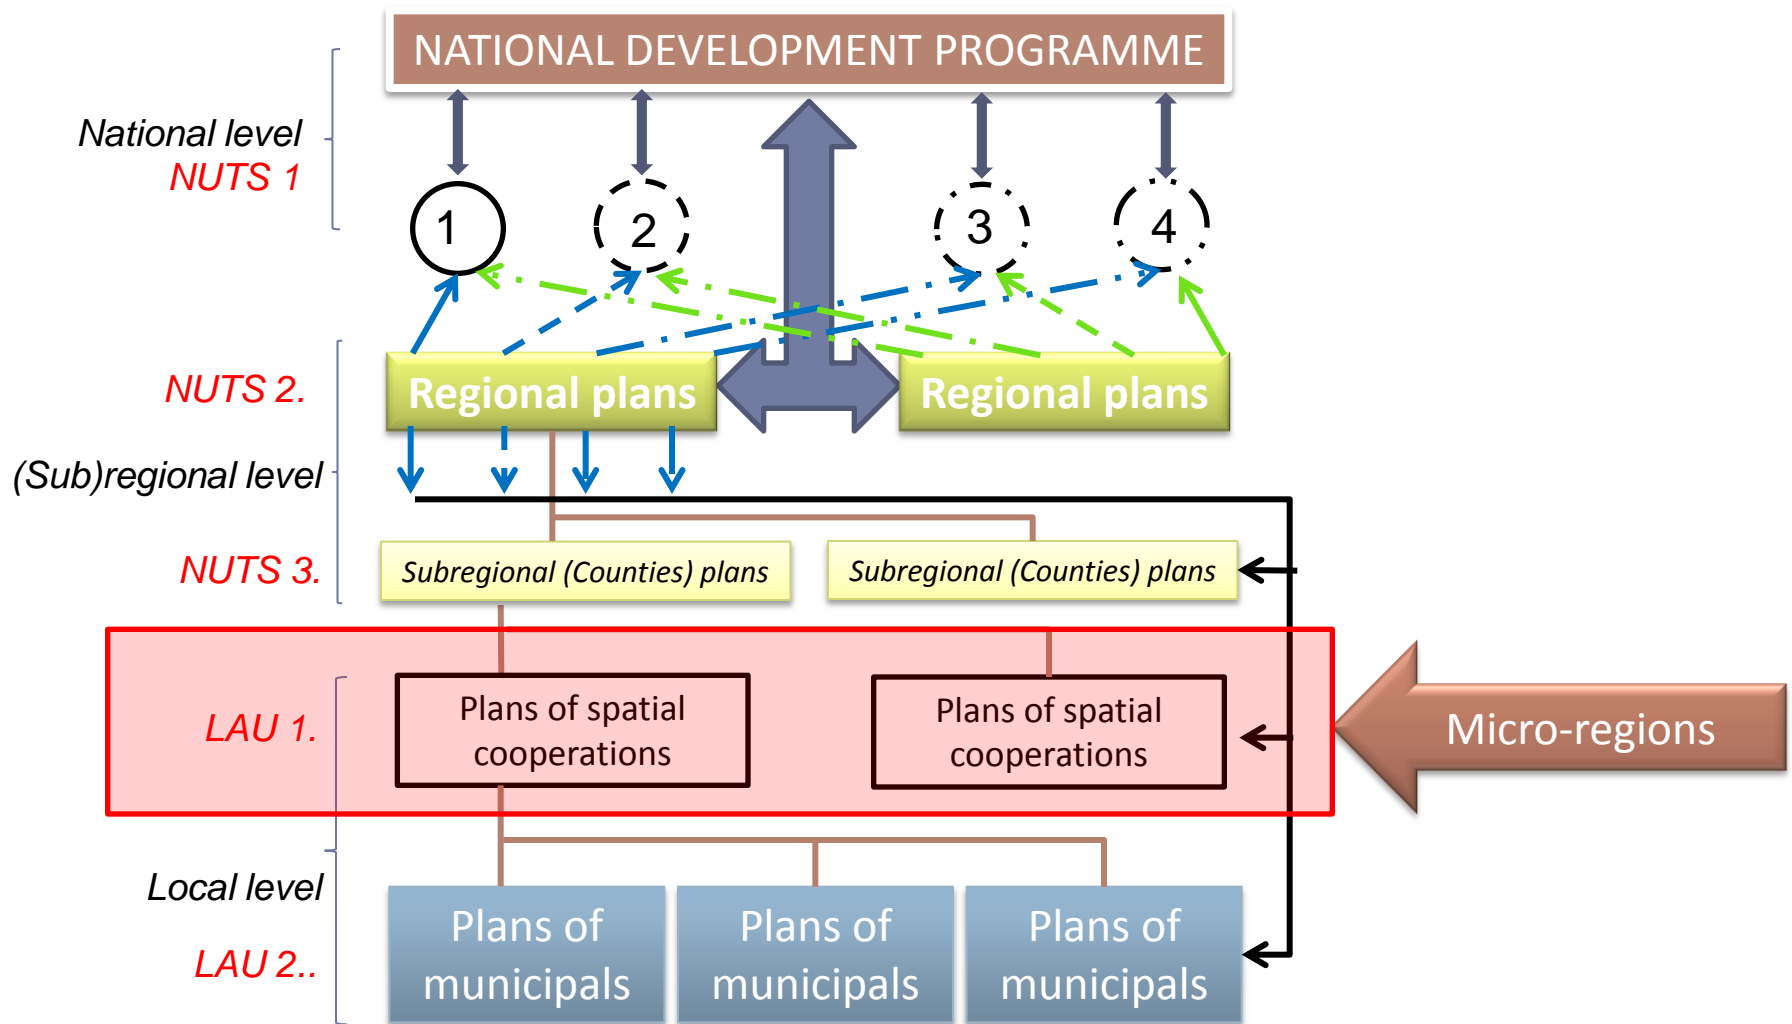 NATIONAL DEVELOPMENT PROGRAMME
National level
NUTS 1
1
2
3
4
NUTS 2.
Regional plans
Regional plans
(Sub)regional level
NUTS 3.
Subregional (Counties) plans
Subregional (Counties) plans
LAU 1.
Plans of spatial
cooperations
Plans of spatial
cooperations
Micro-regions
Local level
LAU 2..
Plans of
municipals
Plans of
municipals
Plans of
municipals